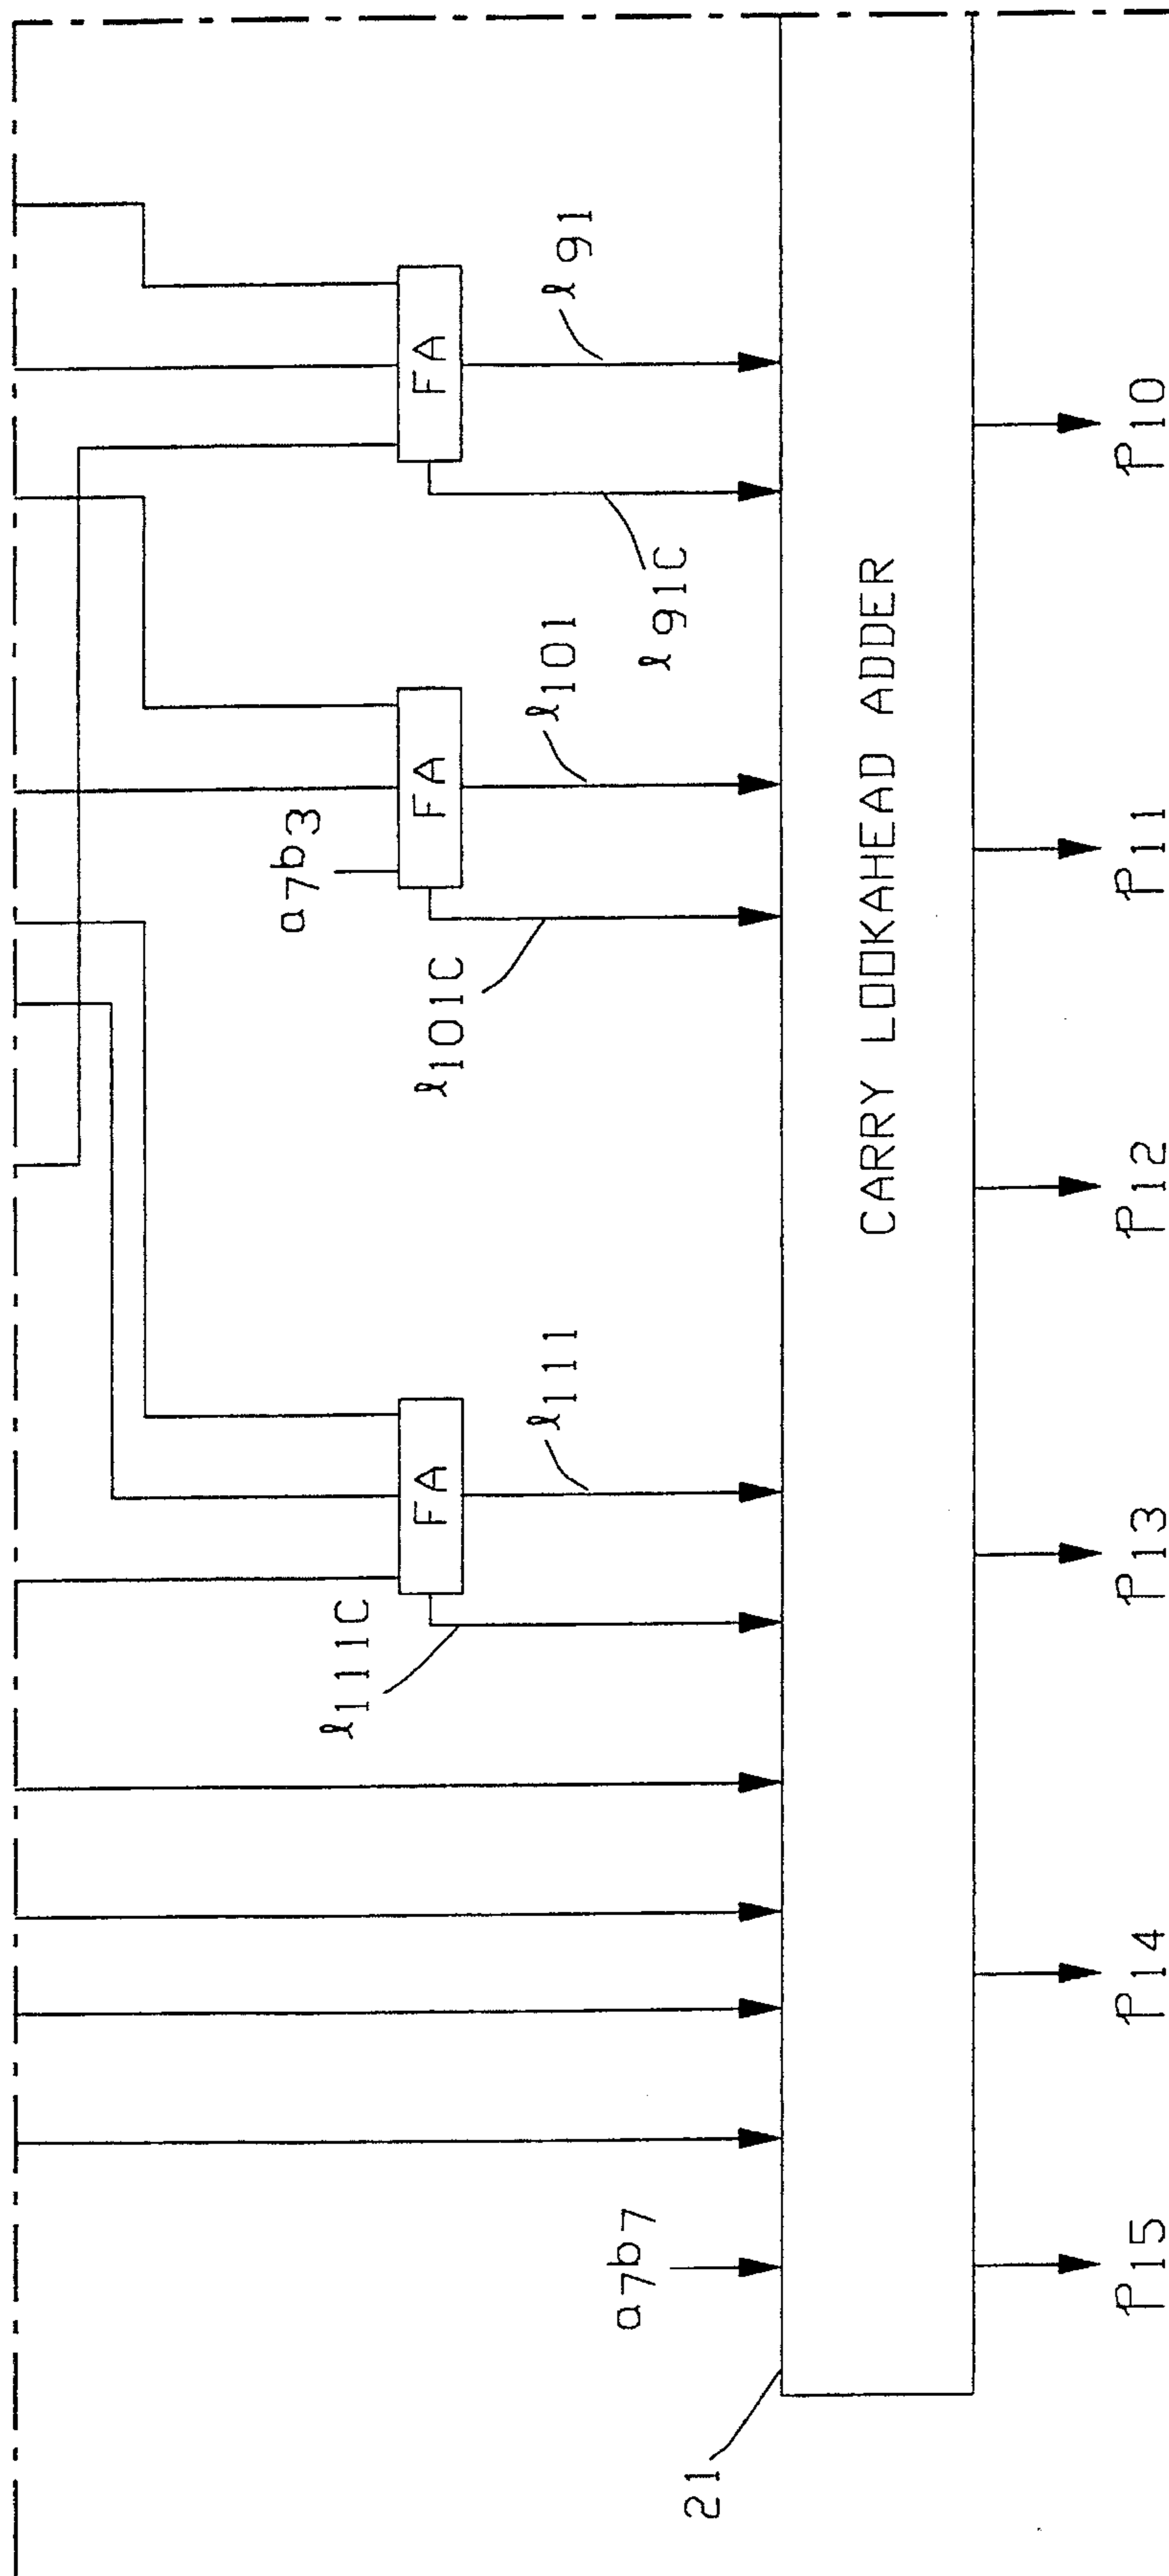 FA
FA
FA
a7b3
ℓ91
ℓ91C
ℓ101
ℓ101C
ℓ111
ℓ111C
a7b7
21
CARRY LOOKAHEAD ADDER
P15
P14
P13
P12
P11
P10